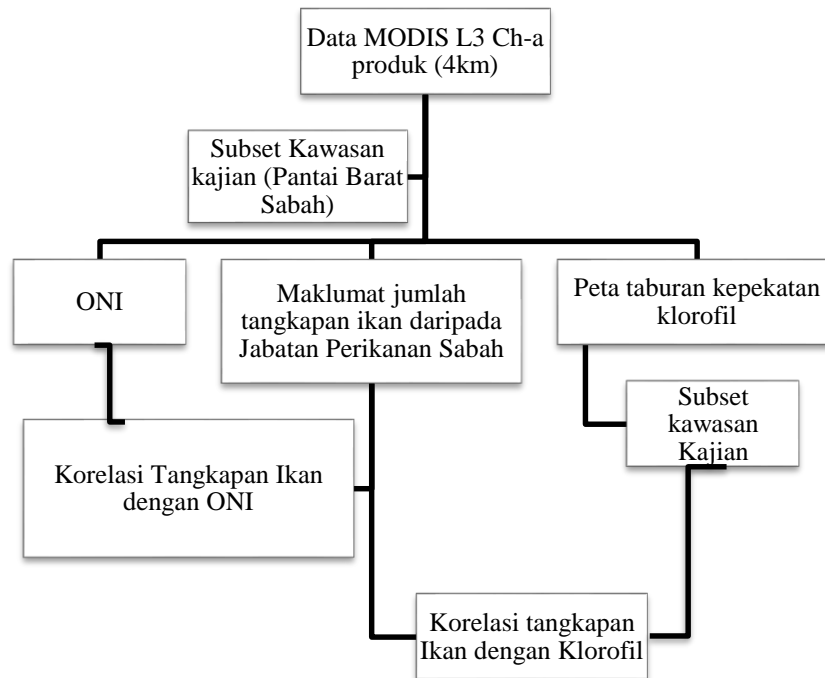 Data MODIS L3 Ch-a
produk (4km)
Subset Kawasan
kajian (Pantai Barat
Sabah)
ONI
Maklumat jumlah
tangkapan ikan daripada
Jabatan Perikanan Sabah
Peta taburan kepekatan
klorofil
Subset
kawasan
Kajian
Korelasi Tangkapan Ikan
dengan ONI
Korelasi tangkapan
Ikan dengan Klorofil